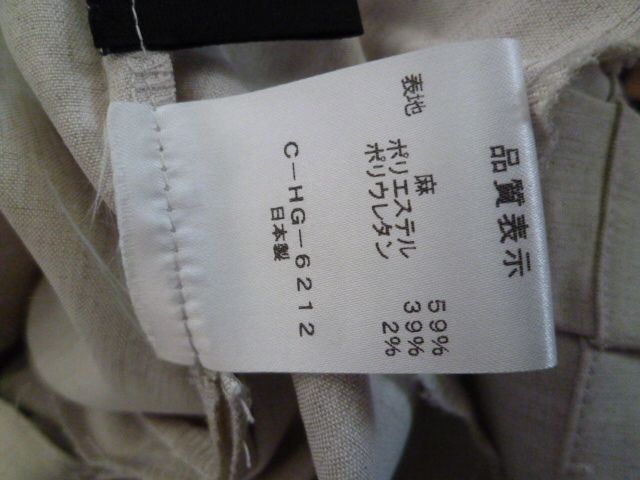 品質表示
表地
麻 59%
ポリエステル 39%
ポリウレタン 2%
C-HG-6212
日本製